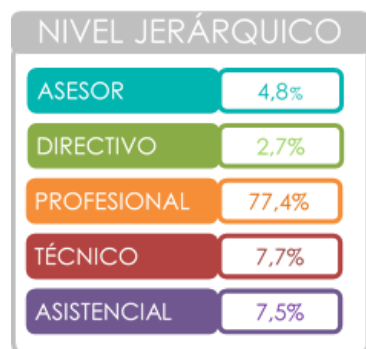 NIVEL JERÁRQUICO
ASESOR 4,8%
DIRECTIVO 2,7%
PROFESIONAL 77,4%
TÉCNICO 7,7%
ASISTENCIAL 7,5%